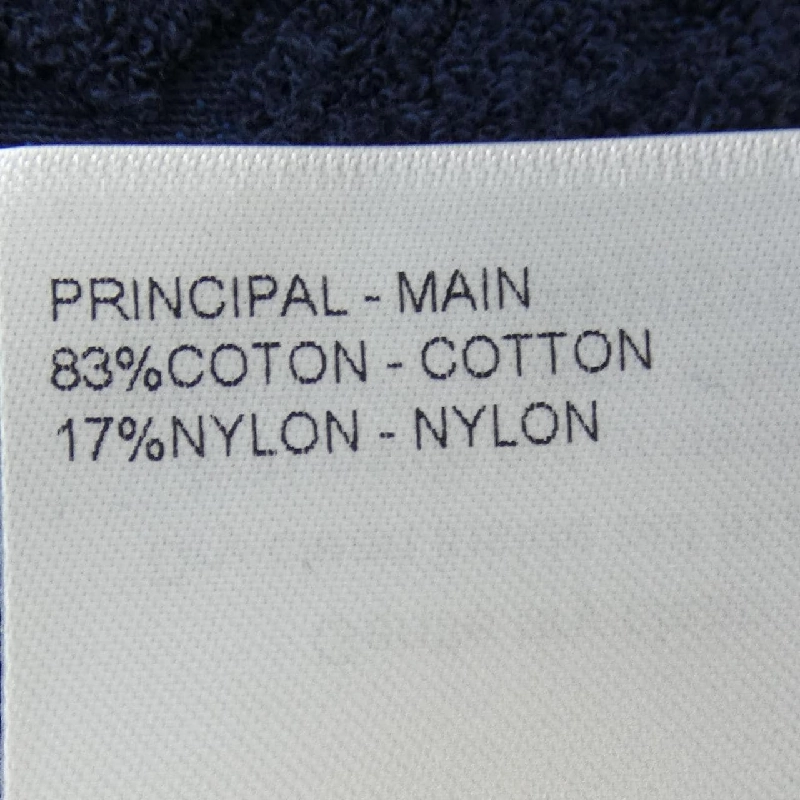 PRINCIPAL - MAIN
83%COTON - COTTON
17%NYLON - NYLON